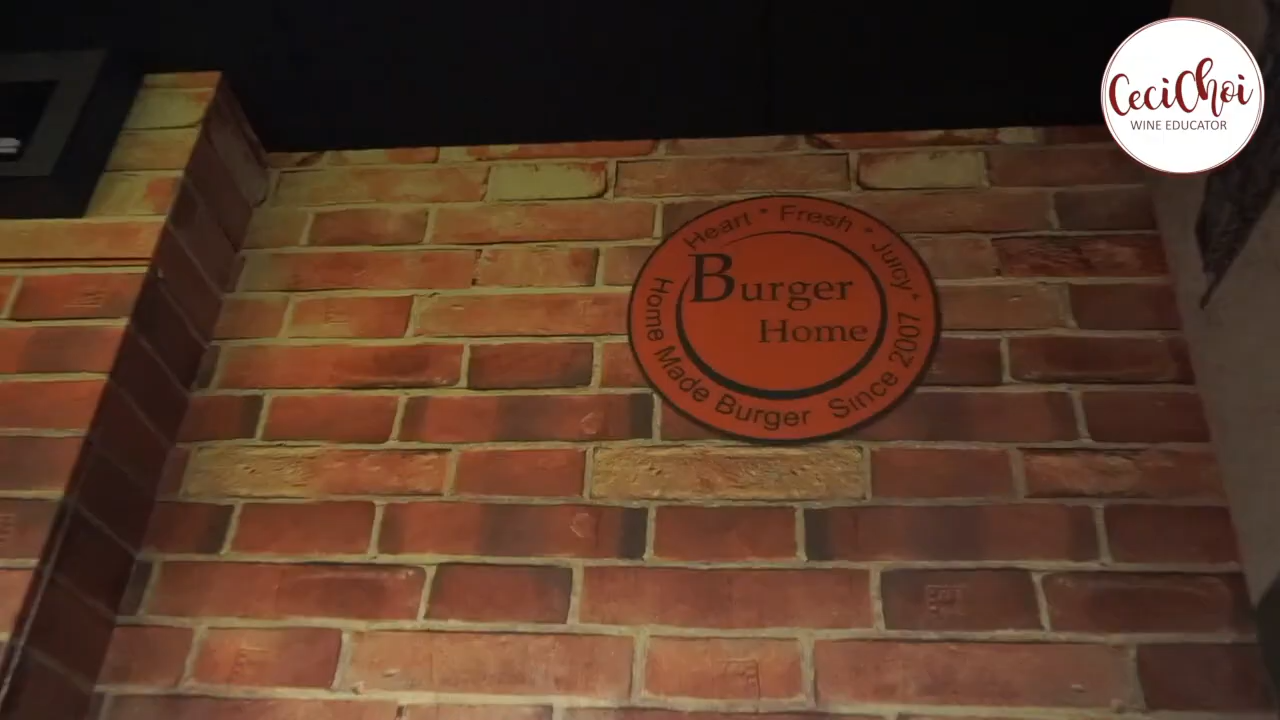 CeciChoi
WINE EDUCATOR
Heart * Fresh * Juicy*
Burger
Home
Home Made Burger Since 2007